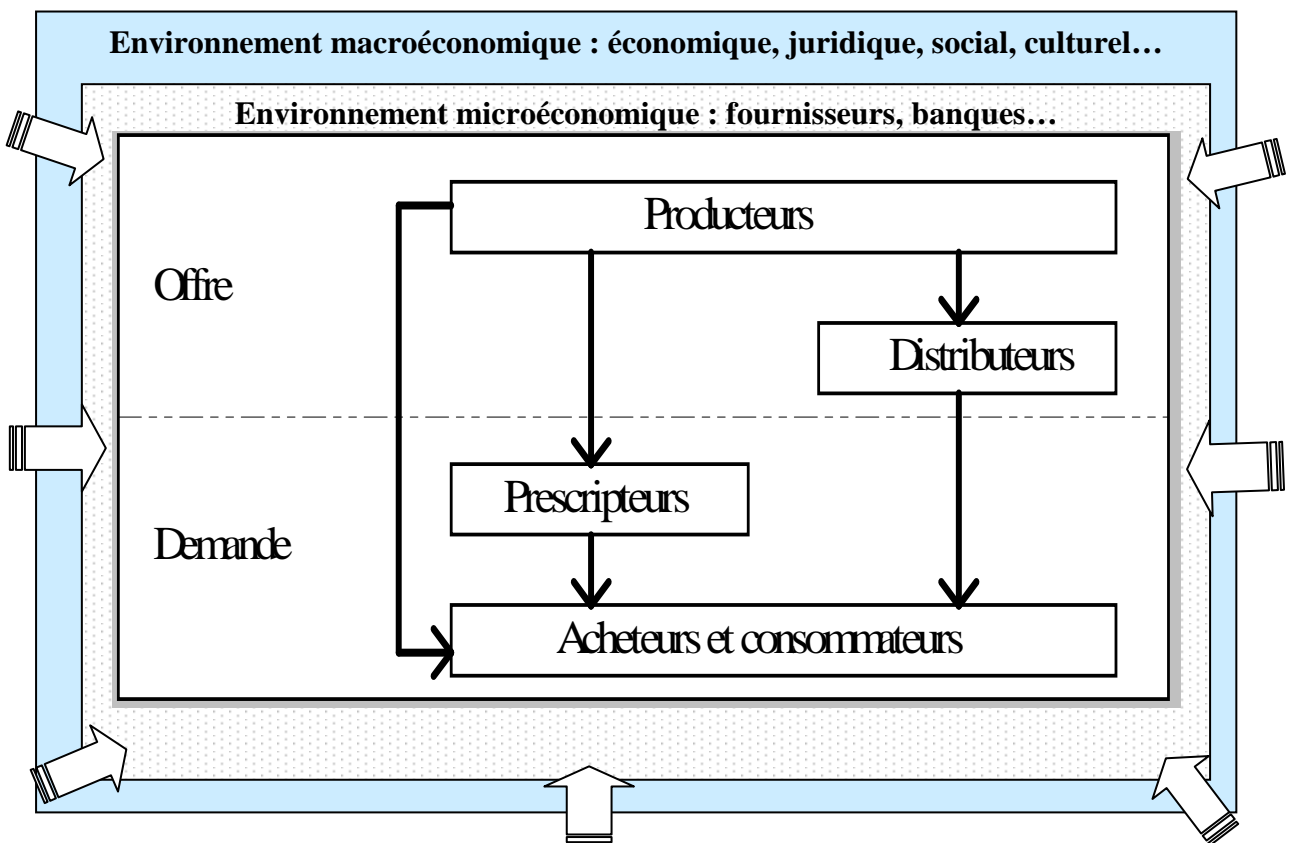 Environnement macroéconomique : économique, juridique, social, culturel…
Environnement microéconomique : fournisseurs, banques…
Producteurs
Offre
Distributeurs
Prescripteurs
Demande
Acheteurs et consommateurs